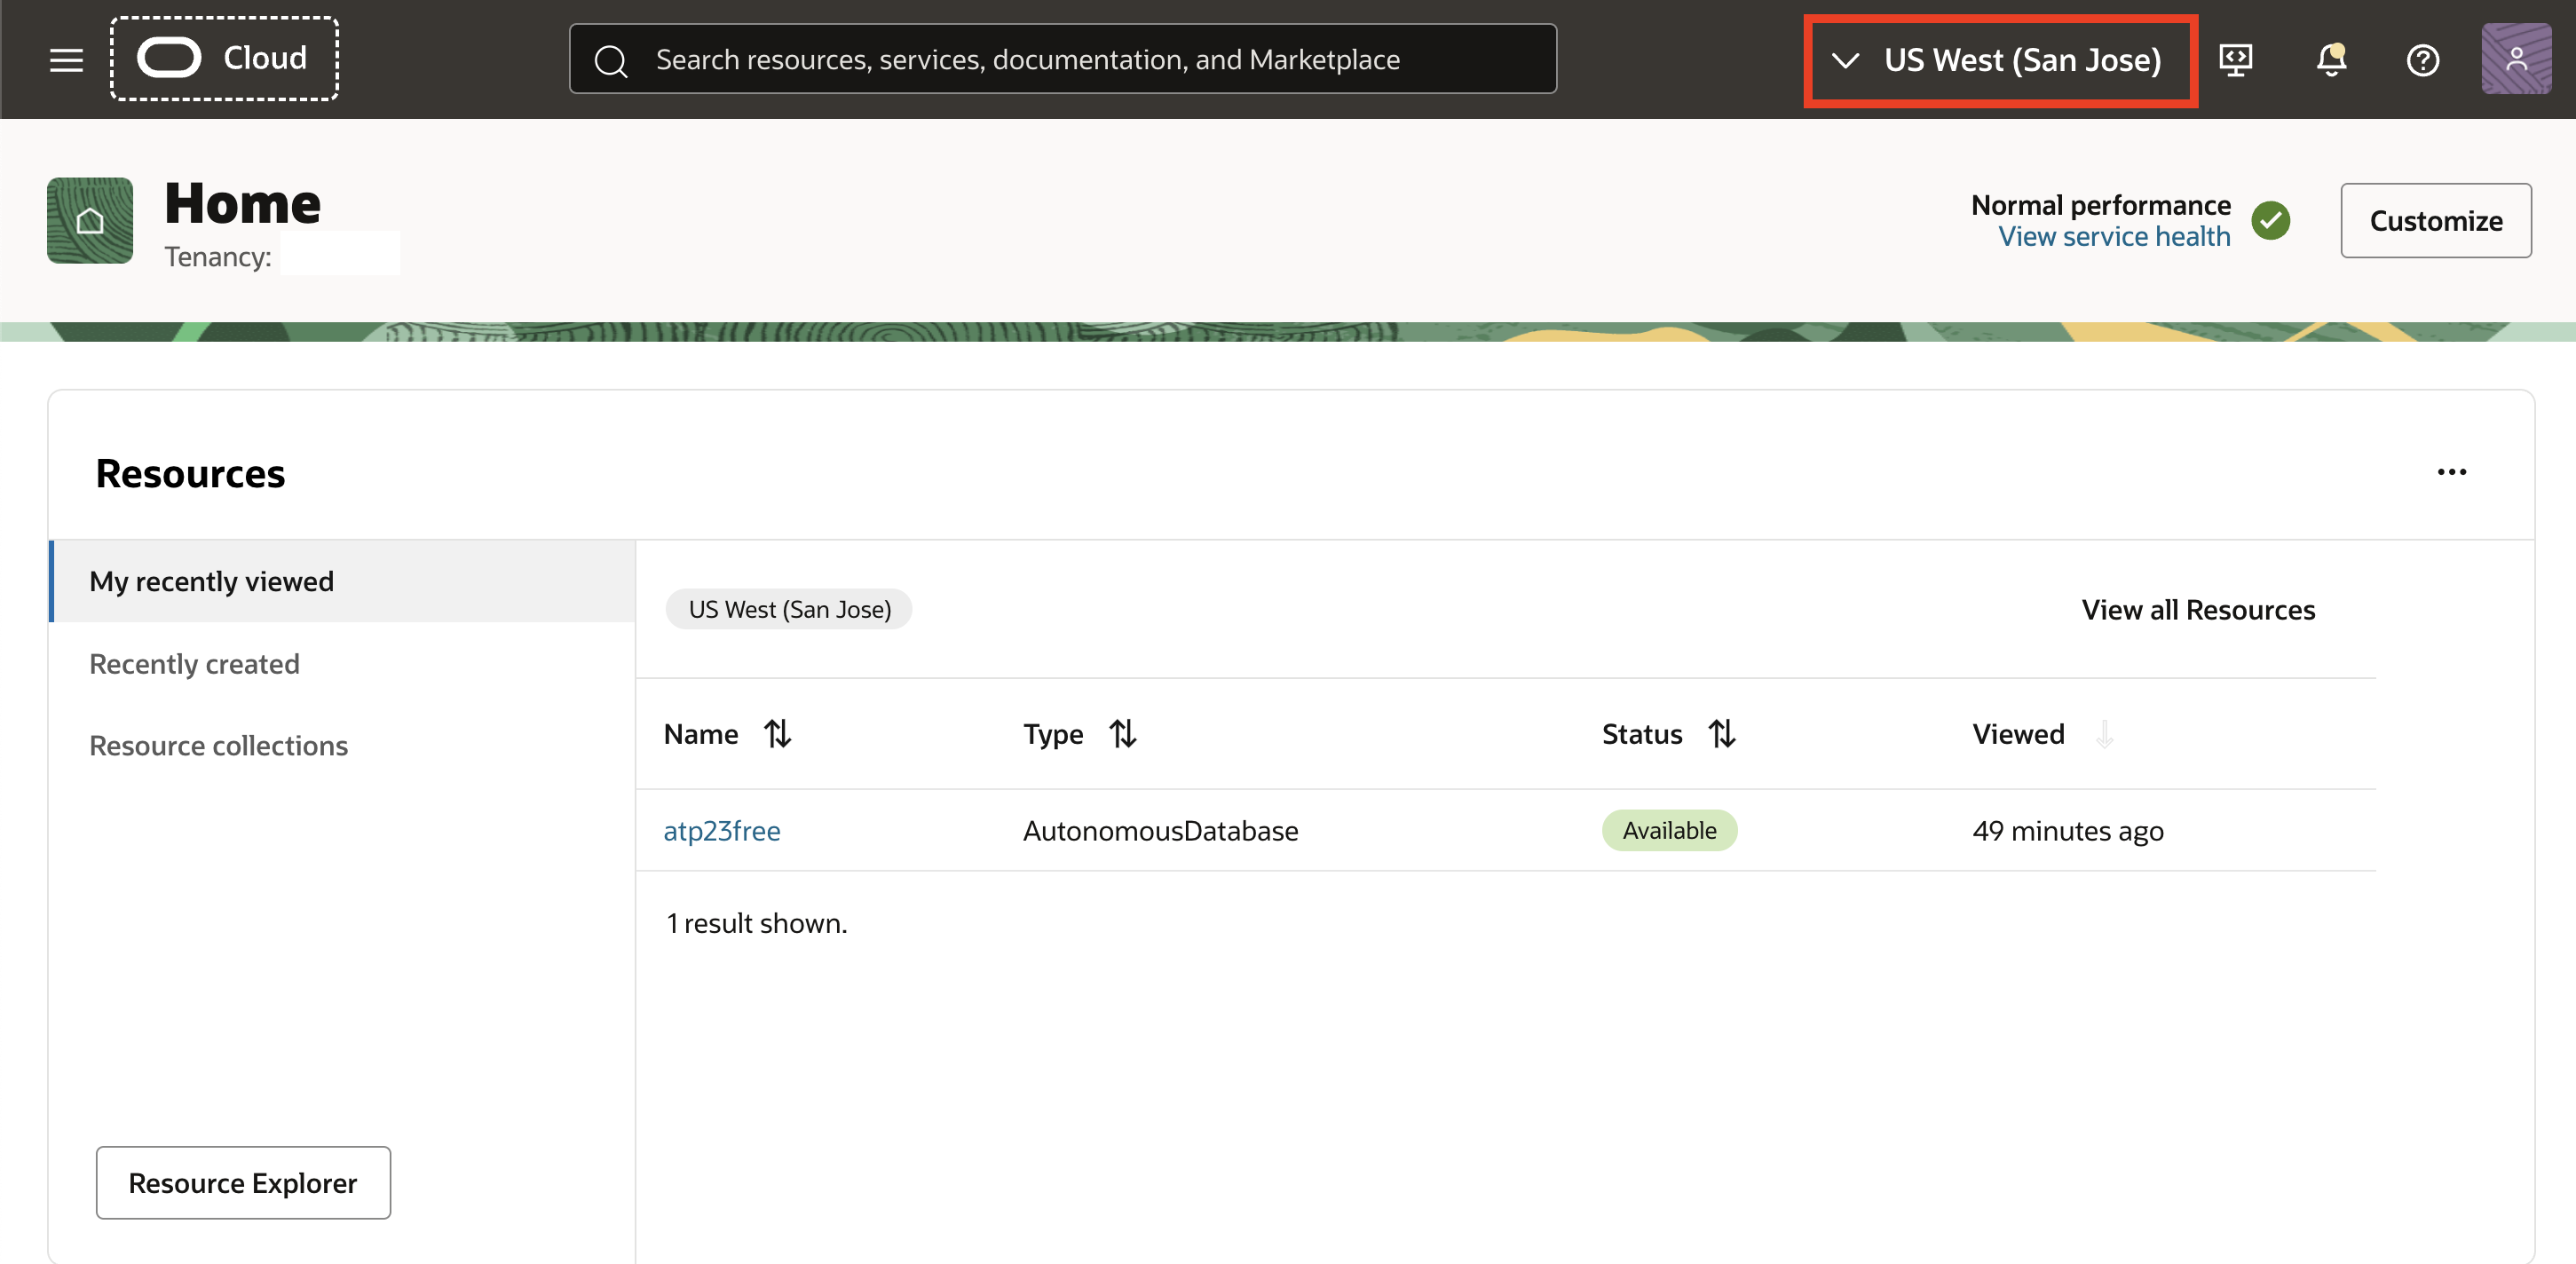 Cloud
Search resources, services, documentation, and Marketplace
US West (San Jose)
Home
Tenancy:
Normal performance
View service health
Customize
Resources
My recently viewed
Recently created
Resource collections
Resource Explorer
US West (San Jose)
View all Resources
Name Type Status Viewed
atp23free AutonomousDatabase Available 49 minutes ago
1 result shown.